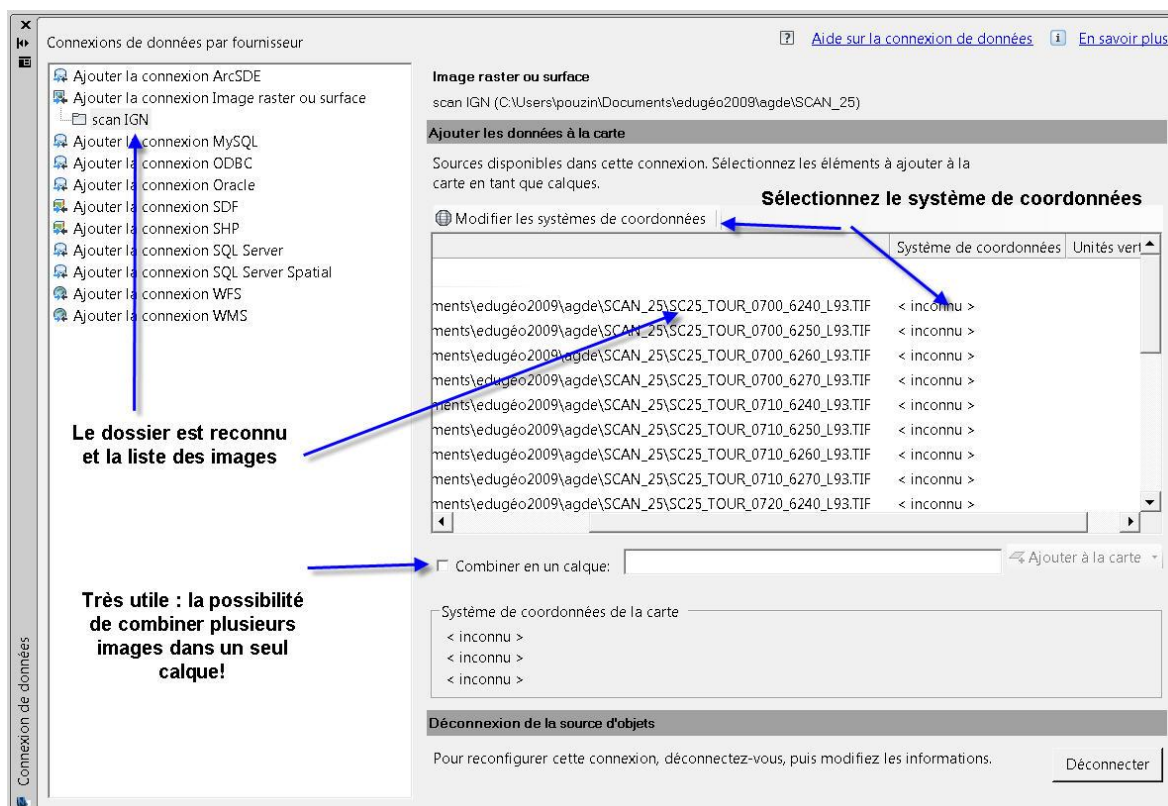 Connexions de données par fournisseur
Aide sur la connexion de données
En savoir plus
Ajouter la connexion ArcSDE
Ajouter la connexion Image raster ou surface
scan IGN
Ajouter la connexion MySQL
Ajouter la connexion ODBC
Ajouter la connexion Oracle
Ajouter la connexion SDF
Ajouter la connexion SHP
Ajouter la connexion SQL Server
Ajouter la connexion SQL Server Spatial
Ajouter la connexion WFS
Ajouter la connexion WMS
Le dossier est reconnu
et la liste des images
Très utile : la possibilité
de combiner plusieurs
images dans un seul
calque!
Image raster ou surface
scan IGN (C:\Users\pouzin\Documents\edugéo2009\agde\SCAN_25)
Ajouter les données à la carte
Sources disponibles dans cette connexion. Sélectionnez les éléments à ajouter à la
carte en tant que calques.
Sélectionnez le système de coordonnées
Modifier les systèmes de coordonnées
Système de coordonnées Unités vert
ments\edugéo2009\agde\SCAN_25\SC25_TOUR_0700_6240_L93.TIF < inconnu >
ments\edugéo2009\agde\SCAN_25\SC25_TOUR_0700_6250_L93.TIF < inconnu >
ments\edugéo2009\agde\SCAN_25\SC25_TOUR_0700_6260_L93.TIF < inconnu >
ments\edugéo2009\agde\SCAN_25\SC25_TOUR_0700_6270_L93.TIF < inconnu >
ments\edugéo2009\agde\SCAN_25\SC25_TOUR_0710_6240_L93.TIF < inconnu >
ments\edugéo2009\agde\SCAN_25\SC25_TOUR_0710_6250_L93.TIF < inconnu >
ments\edugéo2009\agde\SCAN_25\SC25_TOUR_0710_6260_L93.TIF < inconnu >
ments\edugéo2009\agde\SCAN_25\SC25_TOUR_0710_6270_L93.TIF < inconnu >
ments\edugéo2009\agde\SCAN_25\SC25_TOUR_0720_6240_L93.TIF < inconnu >
Combiner en un calque:
Ajouter à la carte
Système de coordonnées de la carte
< inconnu >
< inconnu >
< inconnu >
Déconnexion de la source d'objets
Pour reconfigurer cette connexion, déconnectez-vous, puis modifiez les informations.
Déconnecter
Connexion de données